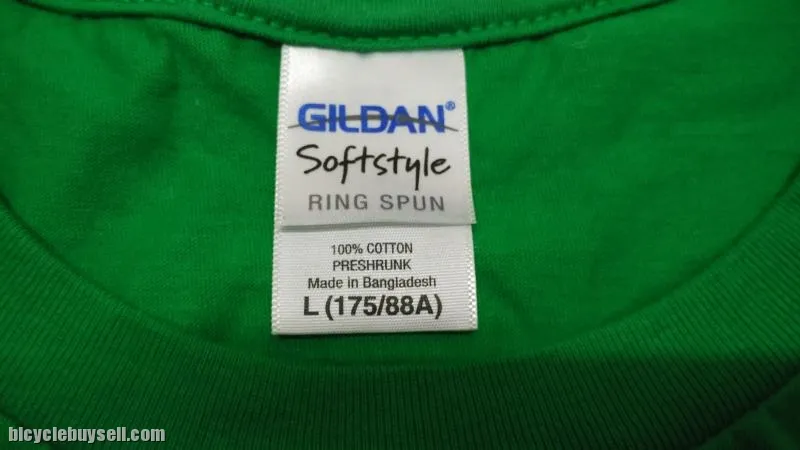 GILDAN®
Softstyle
RING SPUN
100% COTTON
PRESHRUNK
Made in Bangladesh
L (175/88A)
bicyclebuysell.com